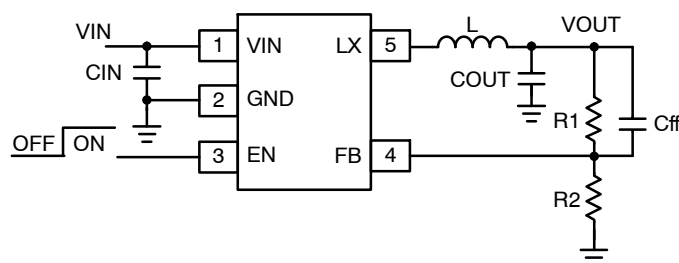 VIN
CIN
OFF ON
1 VIN
2 GND
3 EN
LX 5
FB 4
L
VOUT
COUT
R1
Cff
R2